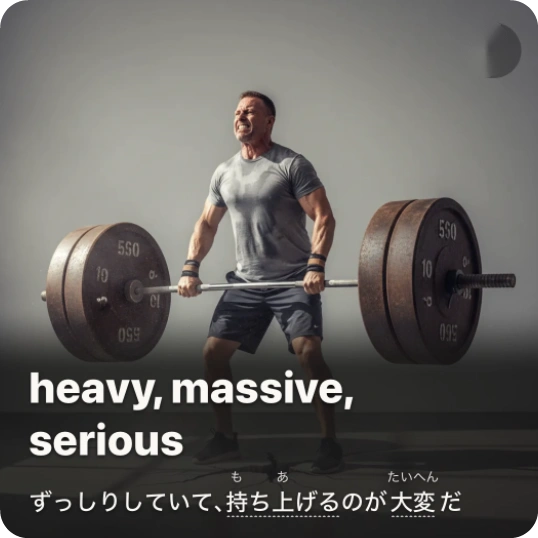 550
10
550
550
10
heavy, massive,
serious
も あ たいへん
ずっしりしていて、持ち上げるのが大変だ